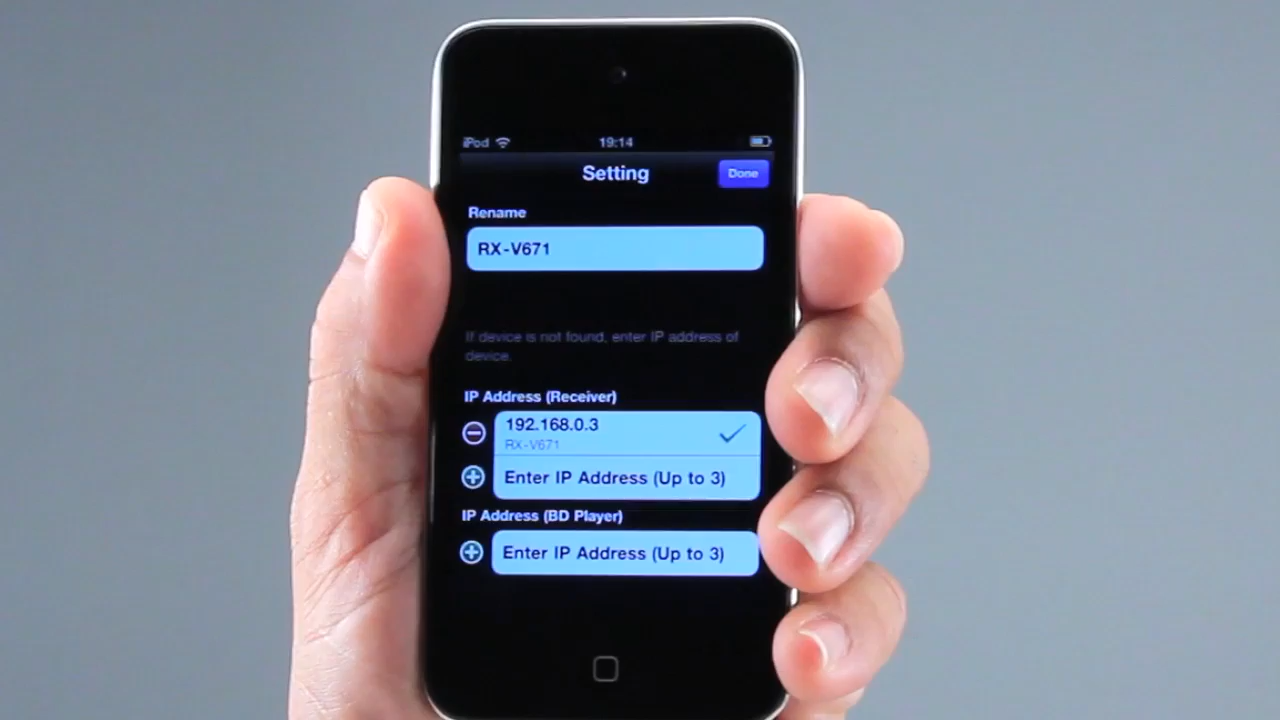 iPod 19:14
Setting Done
Rename
RX-V671
If device is not found, enter IP address of
device.
IP Address (Receiver)
192.168.0.3
RX-V671
Enter IP Address (Up to 3)
IP Address (BD Player)
Enter IP Address (Up to 3)